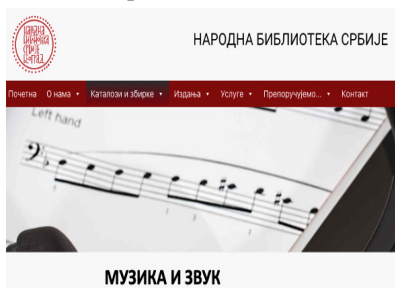 НАРОДНА БИБЛИОТЕКА СРБИЈЕ
Почетна О нама Каталози и збирке Издања Услуге Препоручујемо... Контакт
Left hand
МУЗИКА И ЗВУК